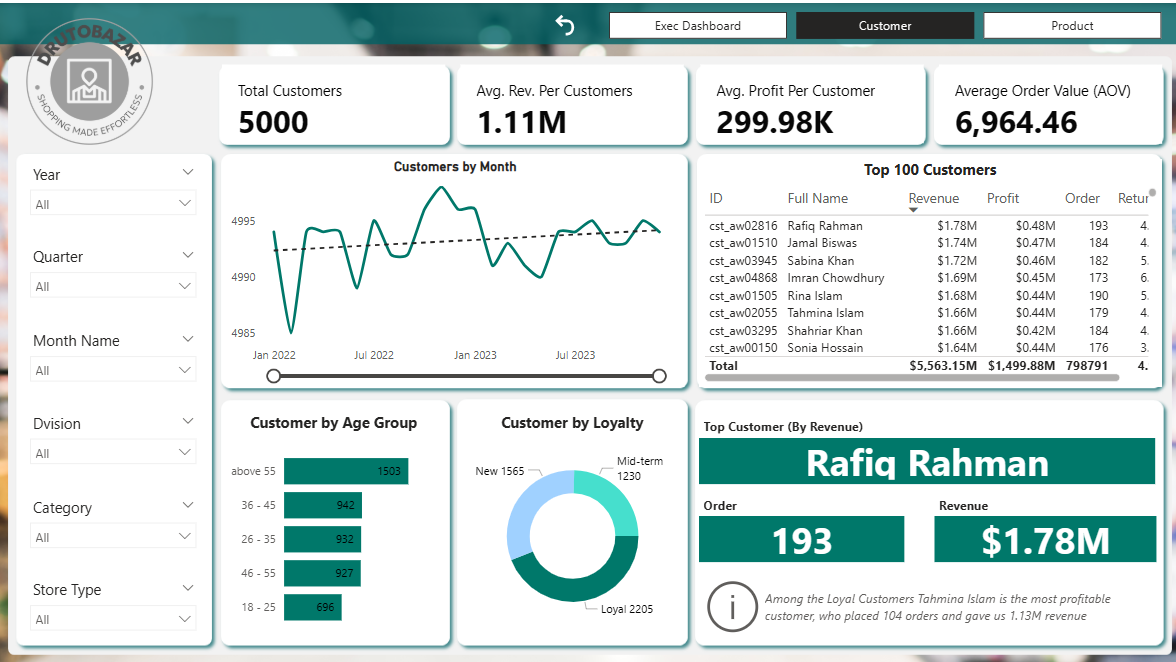 Exec Dashboard
Customer
Product
DRUTOBAZAR
• SHOPPING MADE EFFORTLESS •
Total Customers
5000
Avg. Rev. Per Customers
1.11M
Avg. Profit Per Customer
299.98K
Average Order Value (AOV)
6,964.46
Year
All
Quarter
All
Month Name
All
Dvision
All
Category
All
Store Type
All
Customers by Month
4995
4990
4985
Jan 2022 Jul 2022 Jan 2023 Jul 2023
Top 100 Customers
ID Full Name Revenue Profit Order Retur
cst_aw02816 Rafiq Rahman $1.78M $0.48M 193 4.
cst_aw01510 Jamal Biswas $1.74M $0.47M 184 4.
cst_aw03945 Sabina Khan $1.72M $0.46M 182 5.
cst_aw04868 Imran Chowdhury $1.69M $0.45M 173 6.
cst_aw01505 Rina Islam $1.68M $0.44M 190 5.
cst_aw02055 Tahmina Islam $1.66M $0.44M 179 4.
cst_aw03295 Shahriar Khan $1.66M $0.42M 184 4.
cst_aw00150 Sonia Hossain $1.64M $0.44M 176 3.
Total $5,563.15M $1,499.88M 798791 4.
Customer by Age Group
above 55 1503
36 - 45 942
26 - 35 932
46 - 55 927
18 - 25 696
Customer by Loyalty
New 1565
Mid-term
1230
Loyal 2205
Top Customer (By Revenue)
Rafiq Rahman
Order
193
Revenue
$1.78M
i
Among the Loyal Customers Tahmina Islam is the most profitable
customer, who placed 104 orders and gave us 1.13M revenue